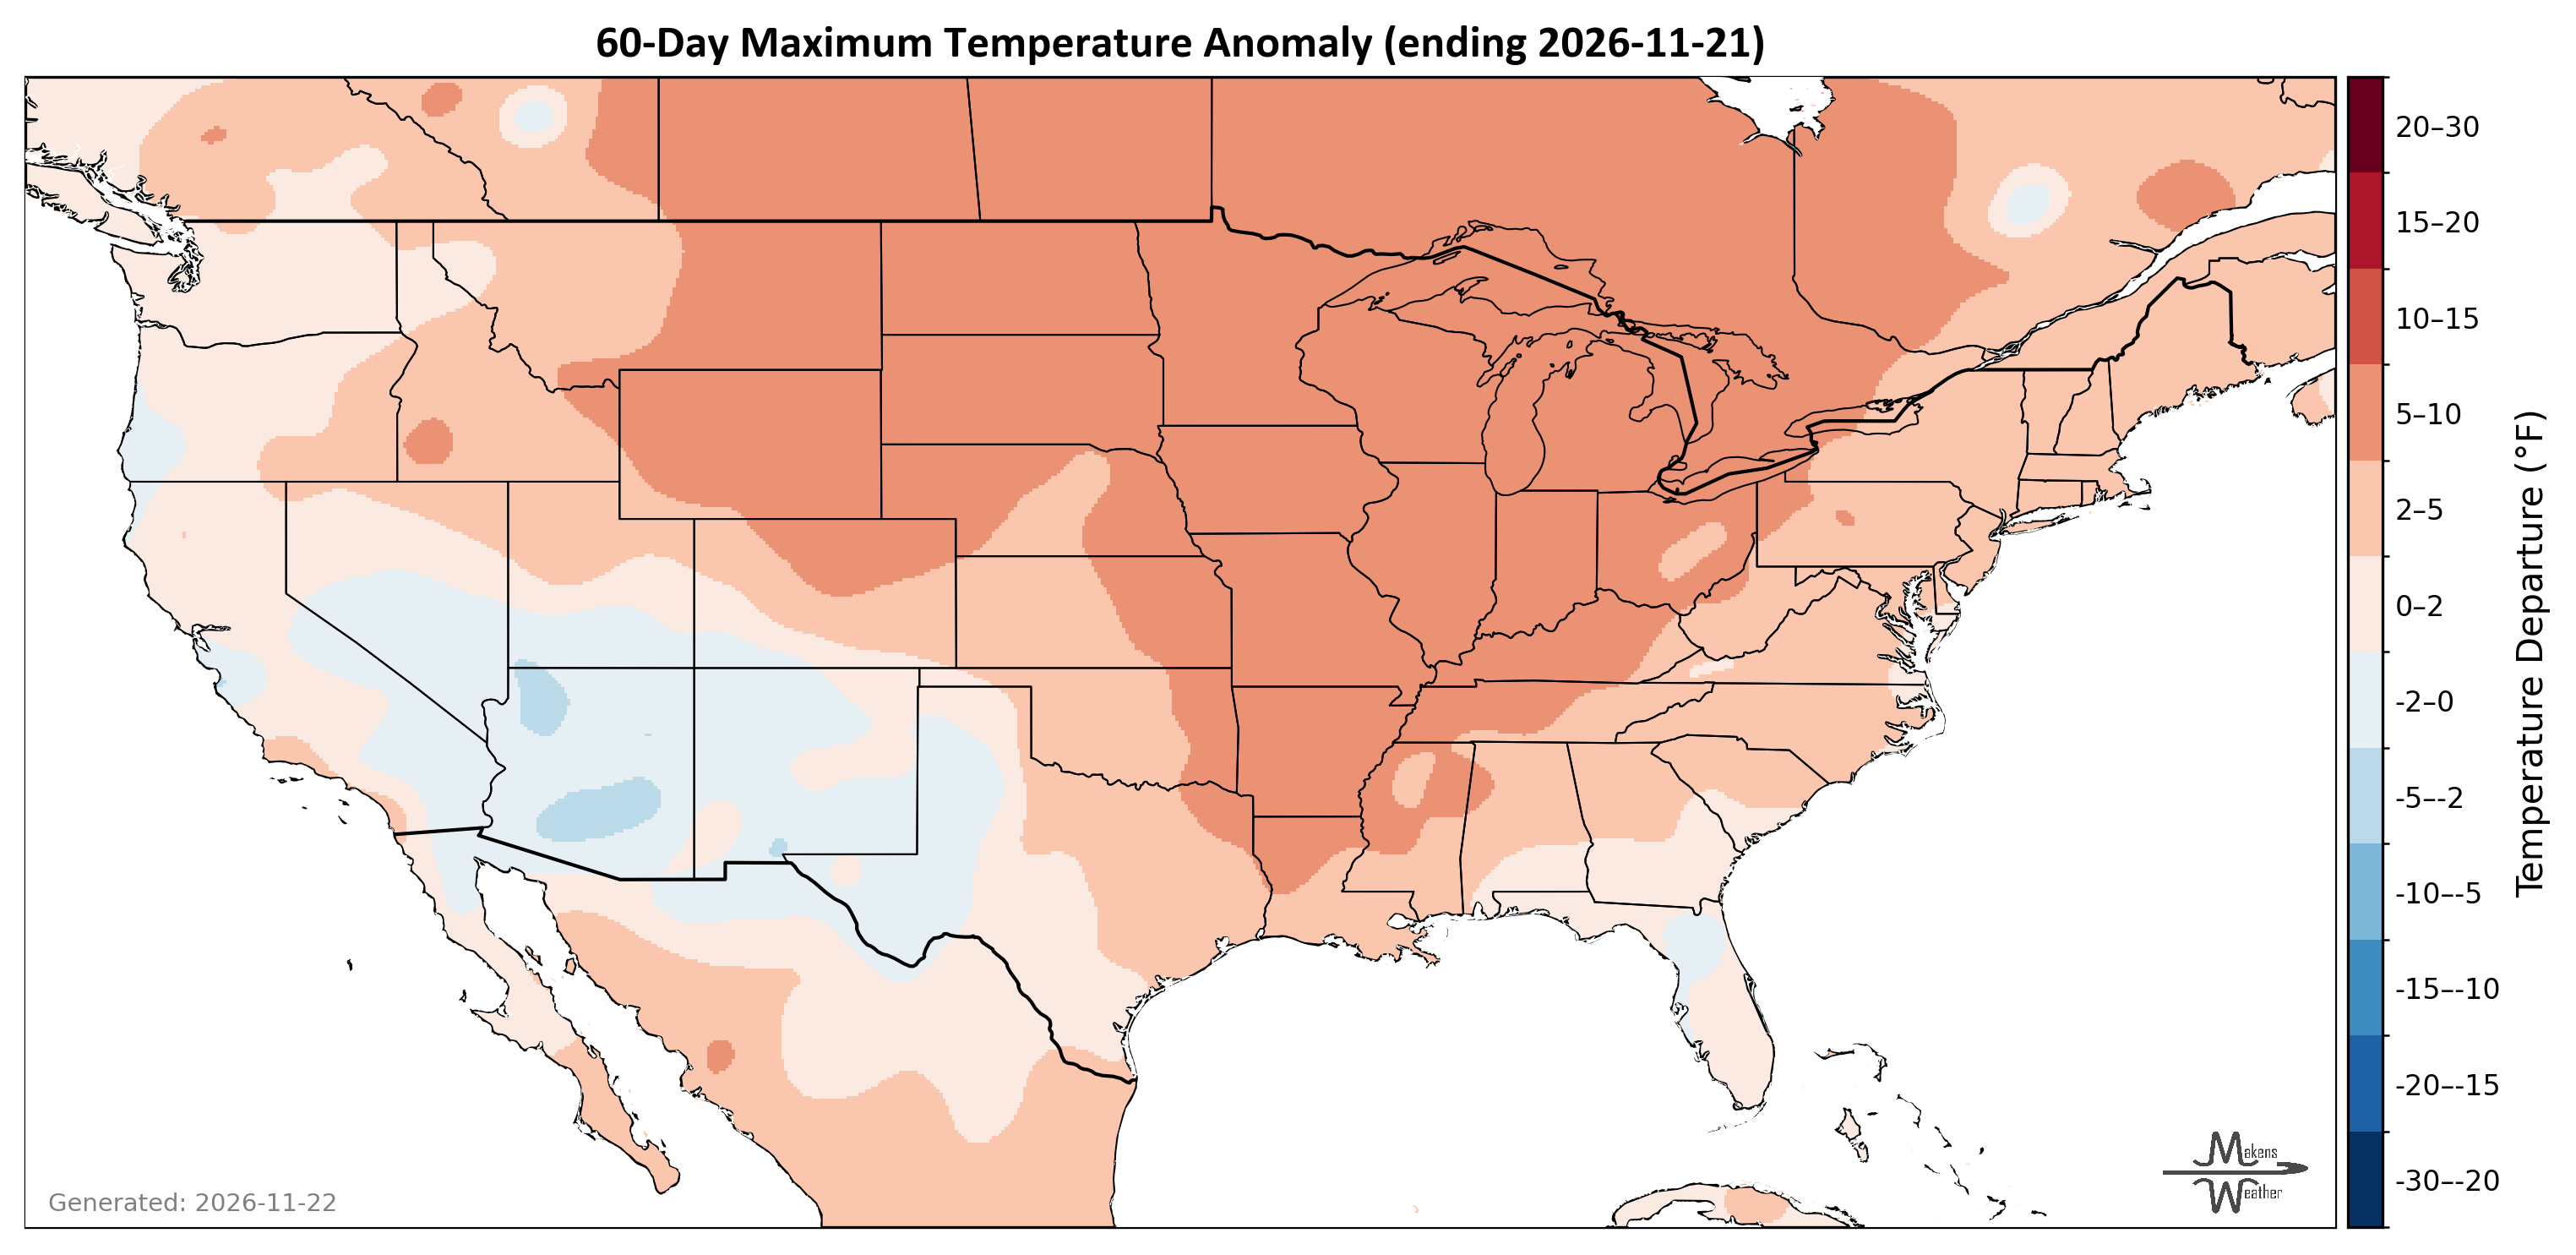 60-Day Maximum Temperature Anomaly (ending 2026-11-21)
20–30
15–20
10–15
5–10
2–5
0–2
-2–0
-5–-2
-10–-5
-15–-10
-20–-15
-30–-20
Temperature Departure (°F)
Generated: 2026-11-22
Makens
Weather